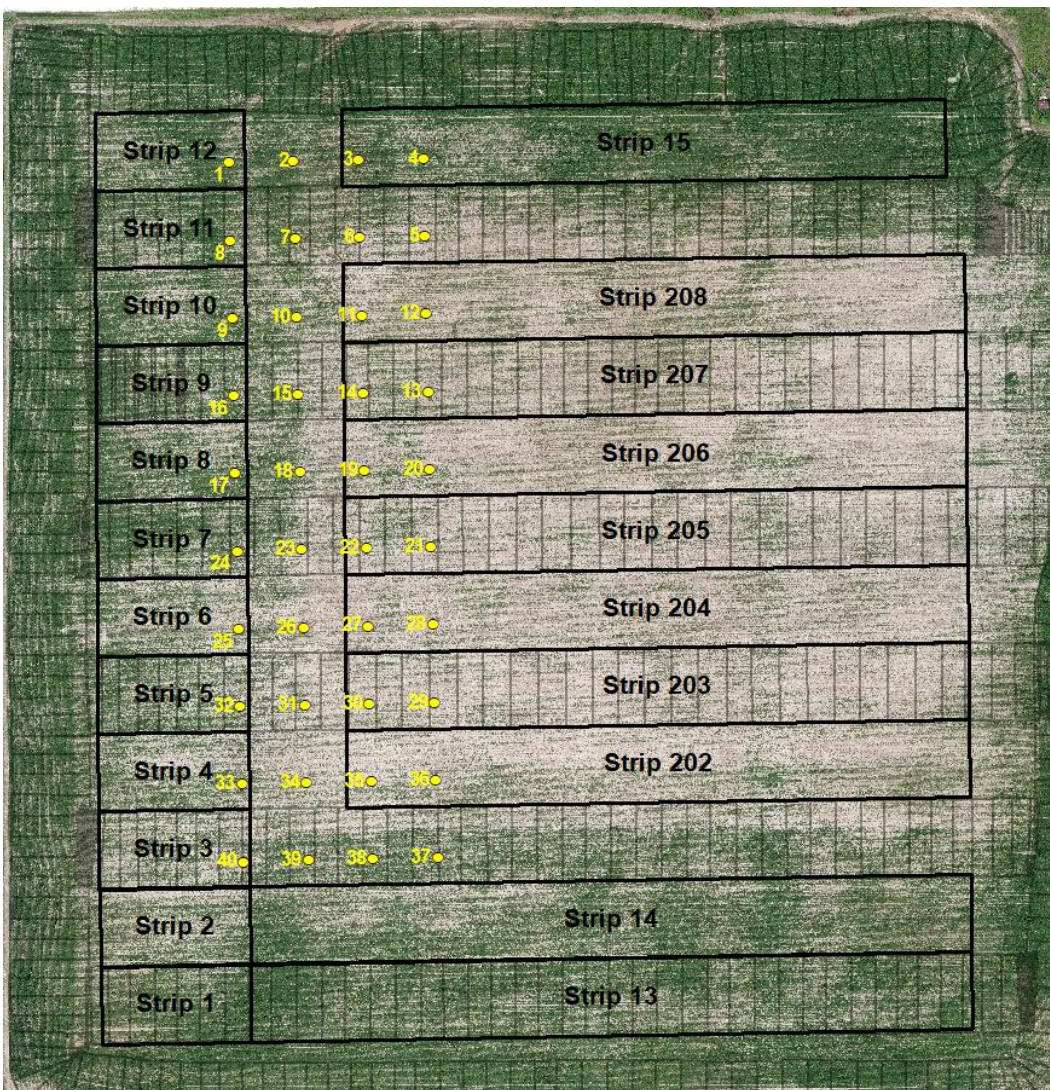 Strip 12
1
2
3
4
Strip 15
Strip 11
8
7
6
5
Strip 10
9
10
11
12
Strip 208
Strip 9
16
15
14
13
Strip 207
Strip 8
17
18
19
20
Strip 206
Strip 7
24
23
22
21
Strip 205
Strip 6
25
26
27
28
Strip 204
Strip 5
32
31
30
29
Strip 203
Strip 4
33
34
35
36
Strip 202
Strip 3
40
39
38
37
Strip 2
Strip 14
Strip 1
Strip 13